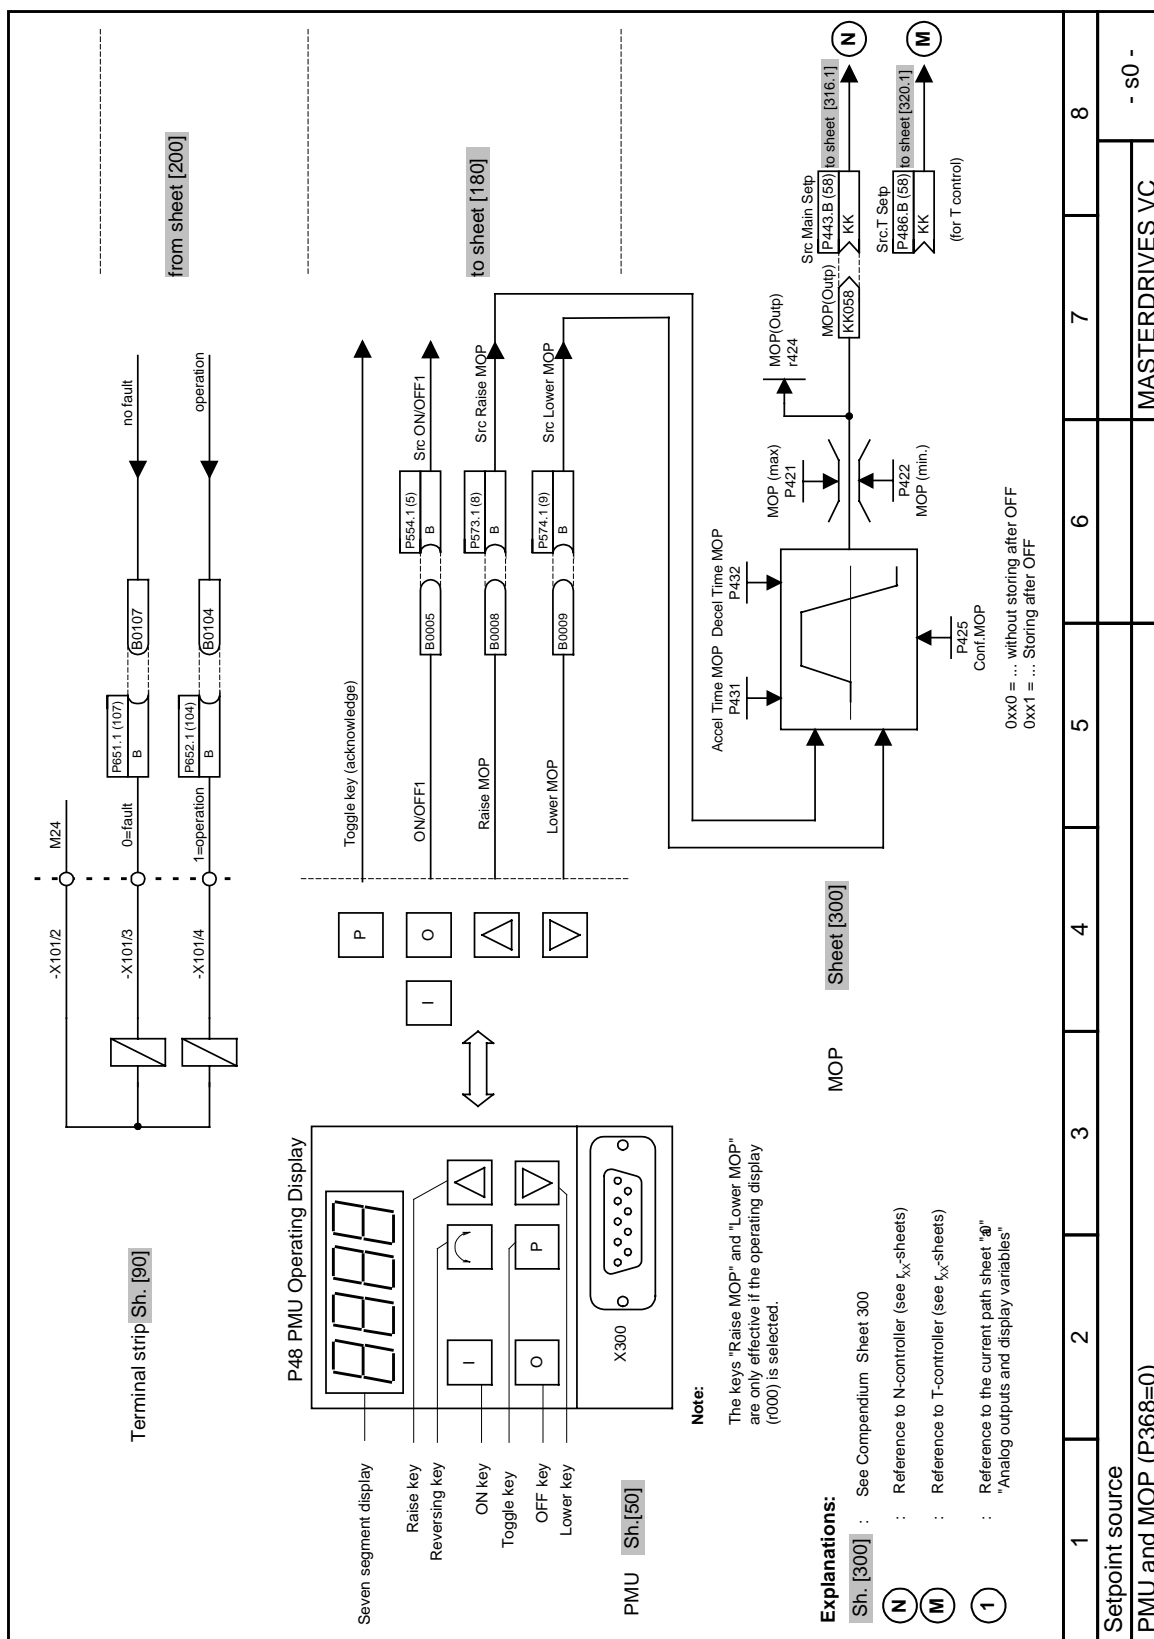 Terminal strip Sh. [90]
-X101/2
-X101/3
-X101/4
M24
0=fault
1=operation
P651.1 (107)
B
B0107
no fault
P652.1 (104)
B
B0104
operation
from sheet [200]
P48 PMU Operating Display
Seven segment display
Raise key
Reversing key
ON key
Toggle key
OFF key
Lower key
I
P
O
X300
PMU Sh.[50]
P
I
O
Toggle key (acknowledge)
ON/OFF1
B0005
P554.1 (5)
B
Src ON/OFF1
Raise MOP
B0008
P573.1 (8)
B
Src Raise MOP
Lower MOP
B0009
P574.1 (9)
B
Src Lower MOP
to sheet [180]
Note:
The keys "Raise MOP" and "Lower MOP"
are only effective if the operating display
(r000) is selected.
MOP
Sheet [300]
Accel Time MOP
P431
Decel Time MOP
P432
P425
Conf.MOP
0xx0 = ... without storing after OFF
0xx1 = ... Storing after OFF
MOP (max)
P421
P422
MOP (min.)
MOP(Outp)
r424
MOP(Outp)
KK058
Src Main Setp
P443.B (58)
KK
to sheet [316.1]
N
Src.T Setp
P486.B (58)
KK
to sheet [320.1]
M
(for T control)
Explanations:
Sh. [300] : See Compendium Sheet 300
N : Reference to N-controller (see rXX-sheets)
M : Reference to T-controller (see rXX-sheets)
1 : Reference to the current path sheet "a0"
"Analog outputs and display variables"
1 2 3 4 5 6 7 8
Setpoint source
- s0 -
PMU and MOP (P368=0)
MASTERDRIVES VC